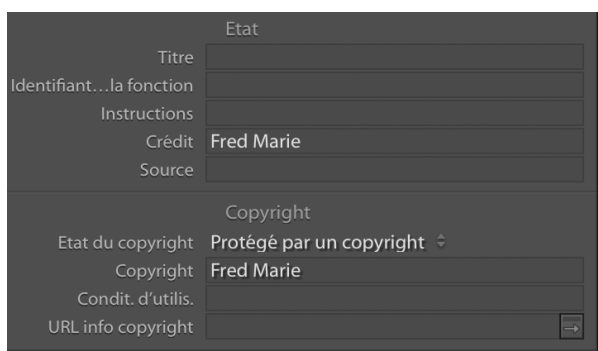 Etat
Titre
Identifiant…la fonction
Instructions
Crédit Fred Marie
Source
Copyright
Etat du copyright Protégé par un copyright
Copyright Fred Marie
Condit. d’utilis.
URL info copyright